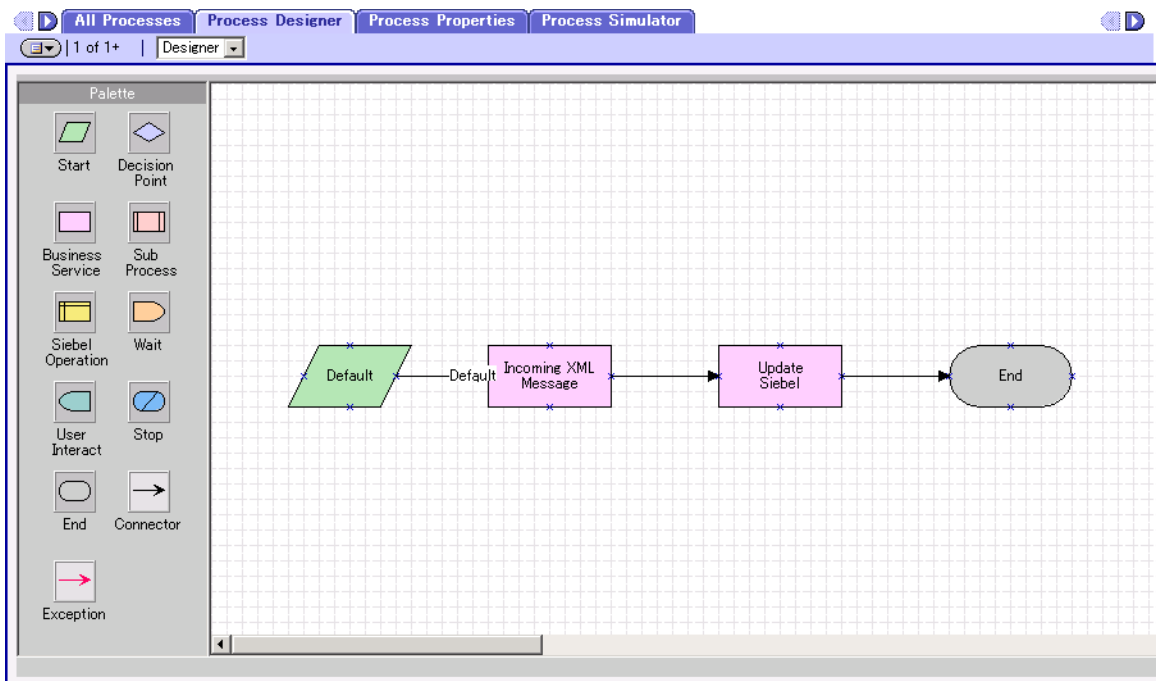 All Processes
Process Designer
Process Properties
Process Simulator
1 of 1+ | Designer
Palette
Start
Decision
Point
Business
Service
Sub
Process
Siebel
Operation
Wait
User
Interact
Stop
End
Connector
Exception
Default
Default
Incoming XML
Message
Update
Siebel
End